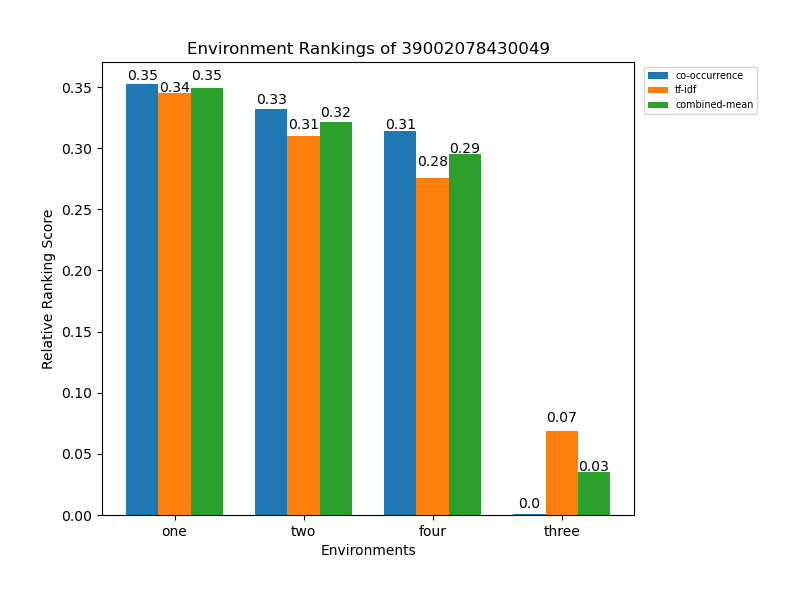 Environment Rankings of 39002078430049
co-occurrence
tf-idf
combined-mean
0.35 0.34 0.35
0.33 0.31 0.32
0.31 0.28 0.29
0.0 0.07 0.03
Relative Ranking Score
0.35
0.30
0.25
0.20
0.15
0.10
0.05
0.00
one two four three
Environments